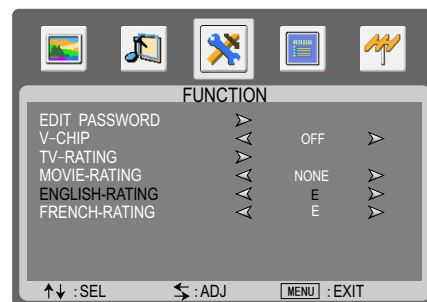 FUNCTION
EDIT PASSWORD
V-CHIP OFF
TV-RATING
MOVIE-RATING NONE
ENGLISH-RATING E
FRENCH-RATING E
:SEL :ADJ MENU :EXIT